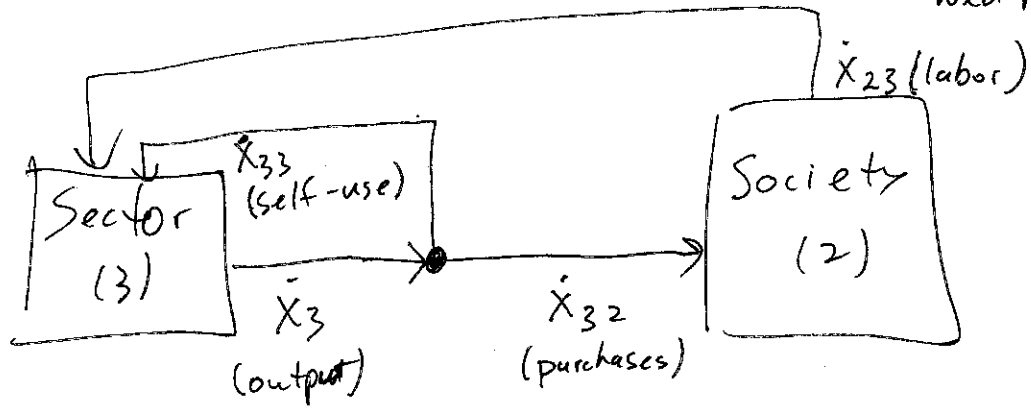 Ẋ23 (labor)
Ẋ33
(self-use)
Sector
(3)
Society
(2)
Ẋ3
(output)
Ẋ32
(purchases)